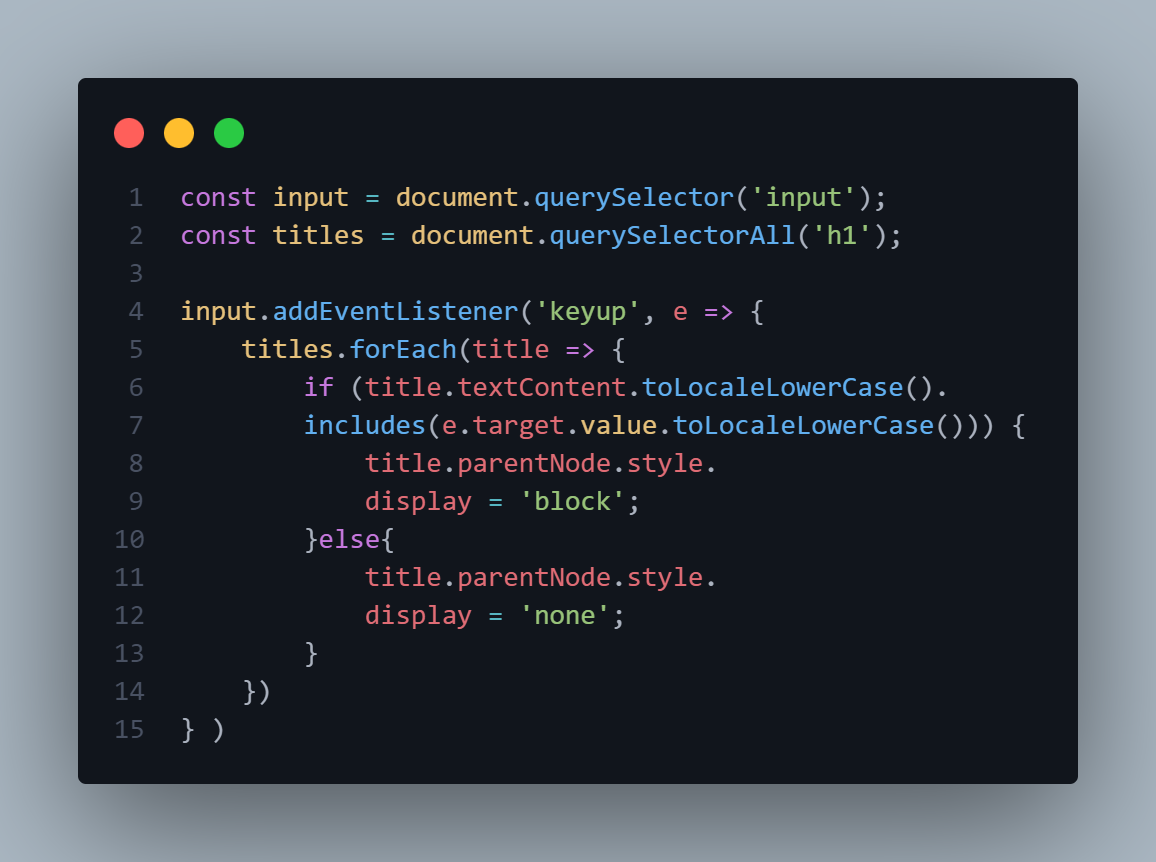 1 const input = document.querySelector('input');
2 const titles = document.querySelectorAll('h1');
3
4 input.addEventListener('keyup', e => {
5     titles.forEach(title => {
6         if (title.textContent.toLocaleLowerCase().
7         includes(e.target.value.toLocaleLowerCase())) {
8             title.parentNode.style.
9             display = 'block';
10         }else{
11             title.parentNode.style.
12             display = 'none';
13         }
14     })
15 } )